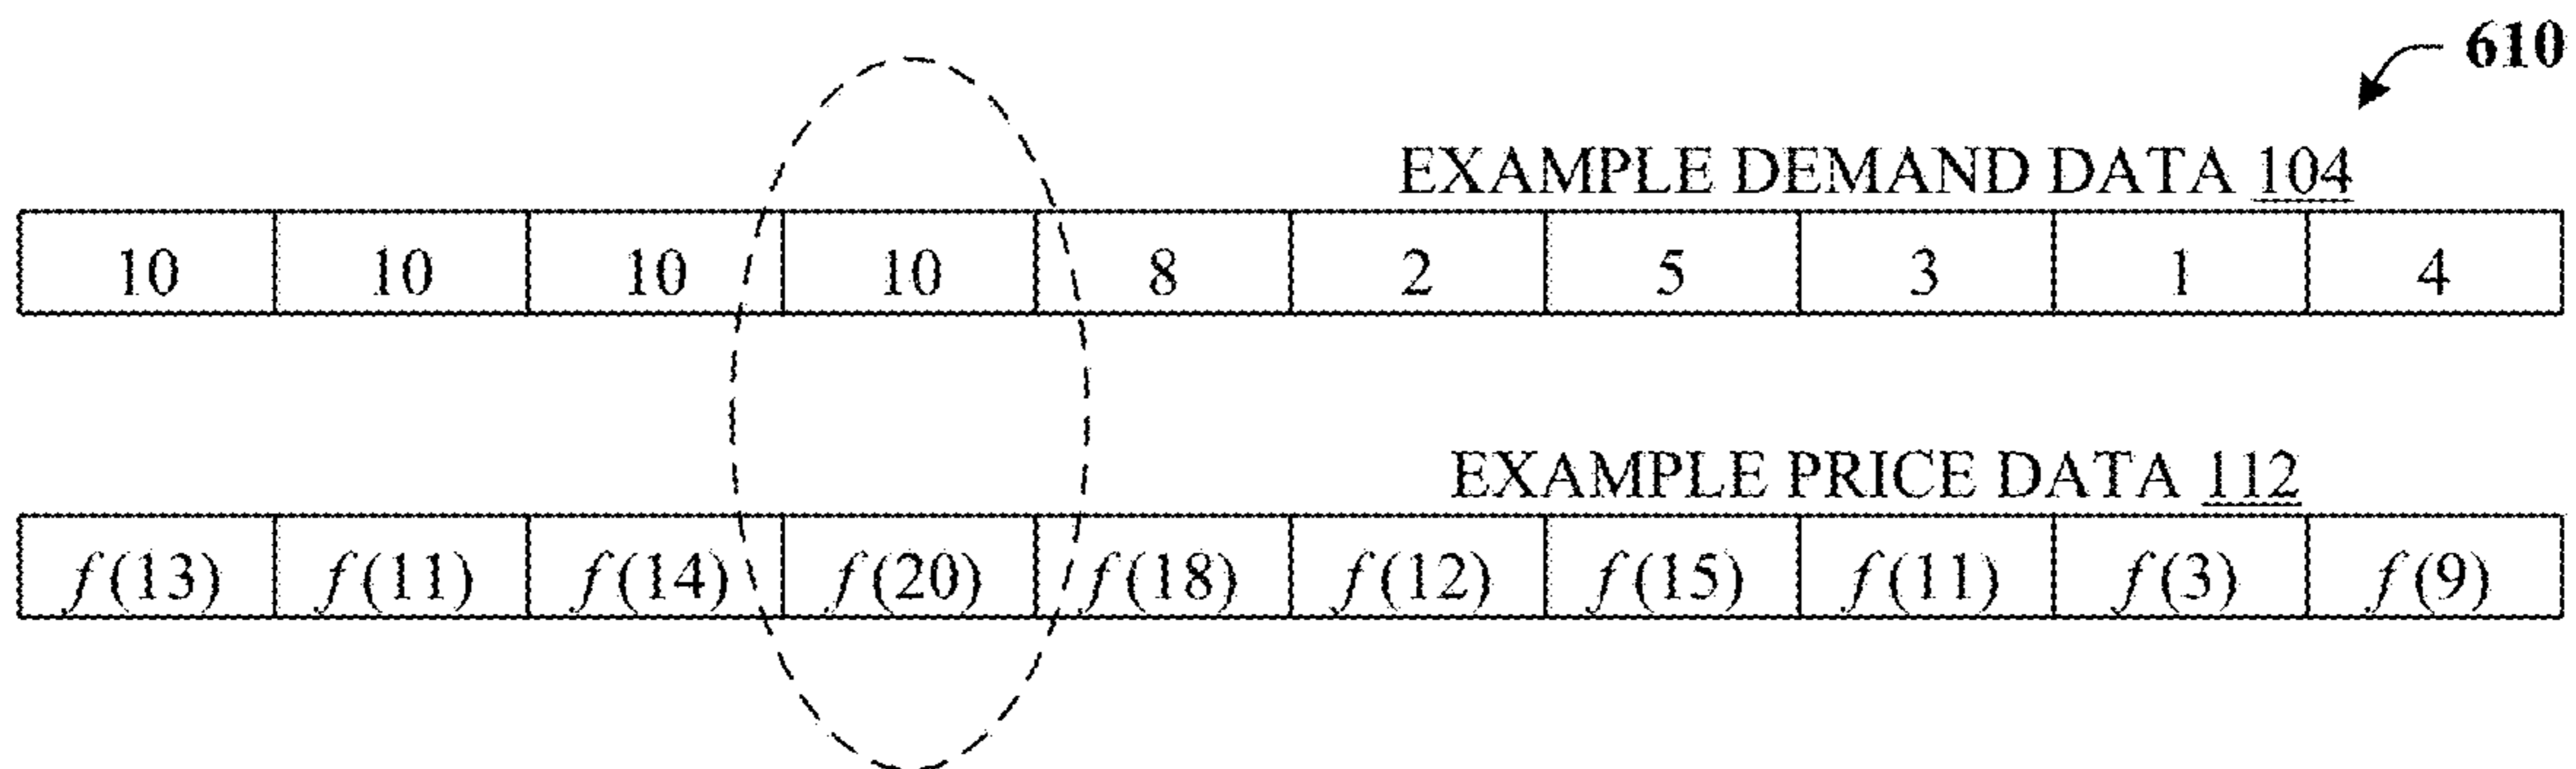 610
EXAMPLE DEMAND DATA 104
10 10 10 10 8 2 5 3 1 4
EXAMPLE PRICE DATA 112
f(13) f(11) f(14) f(20) f(18) f(12) f(15) f(11) f(3) f(9)